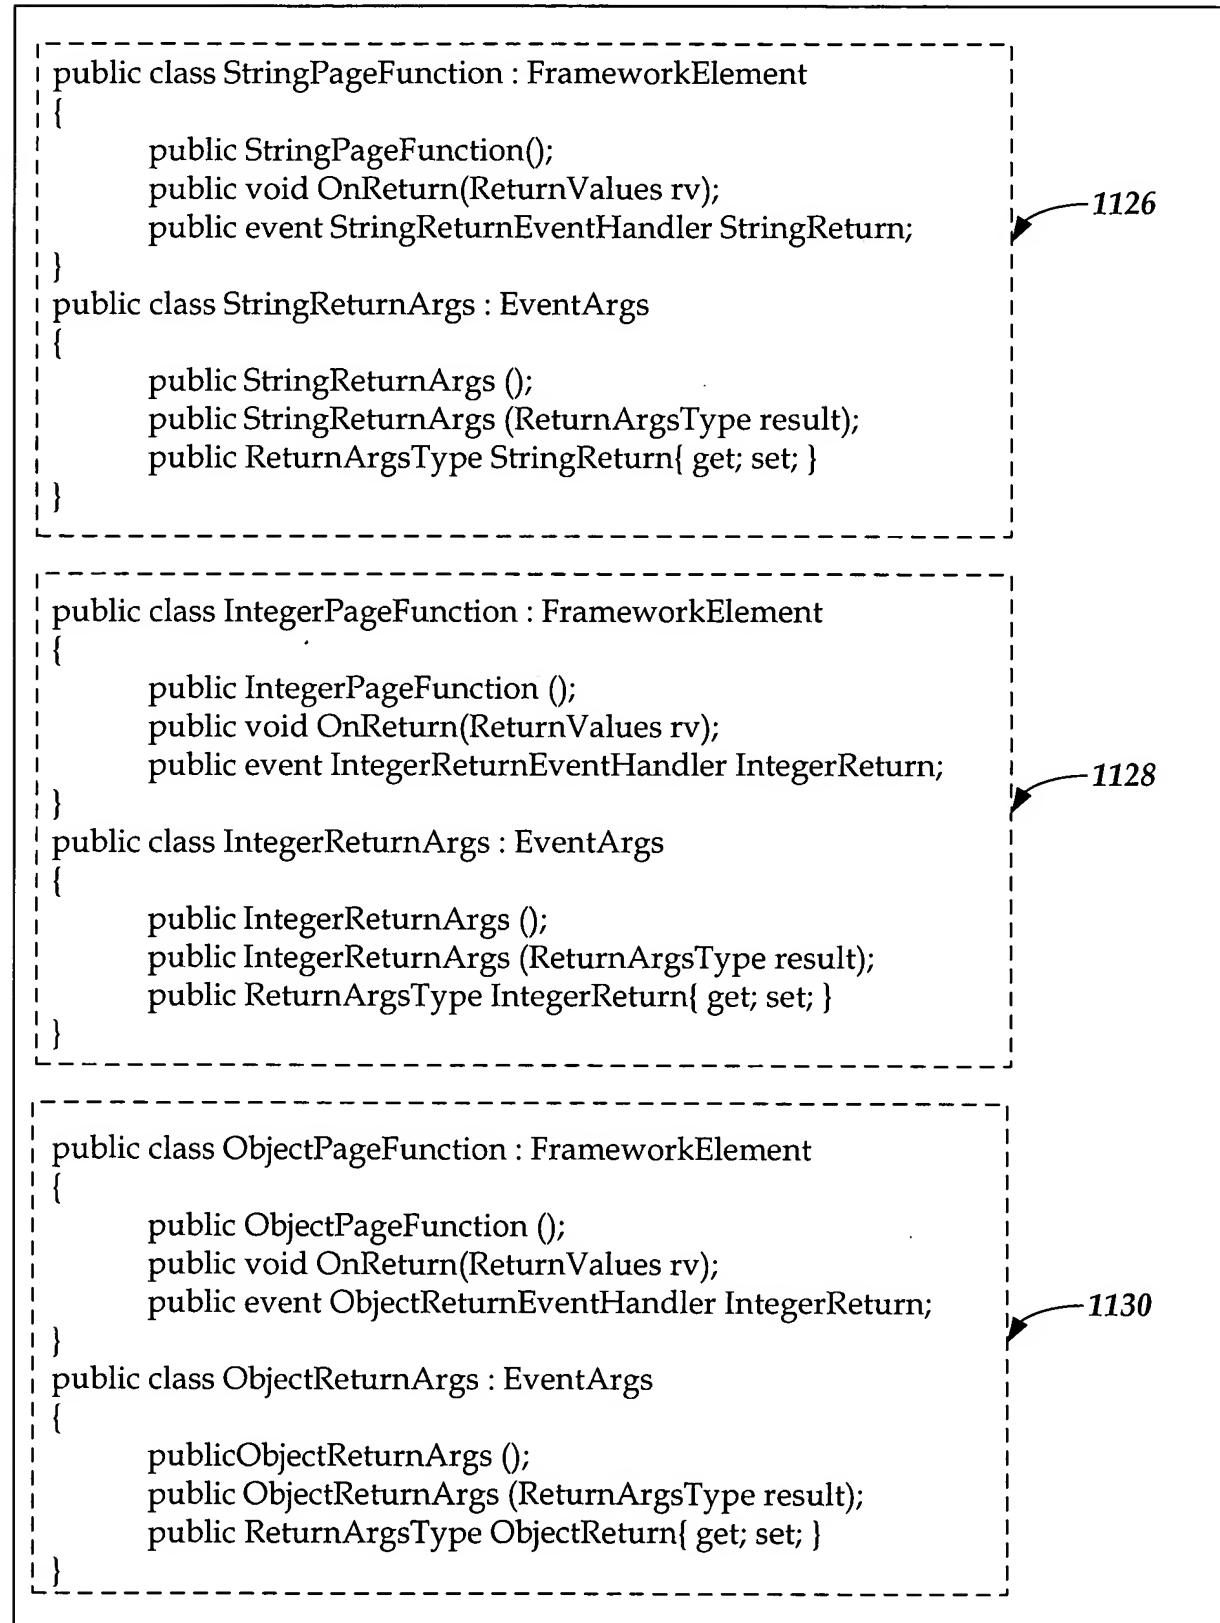 public class StringPageFunction : FrameworkElement
{
public StringPageFunction();
public void OnReturn(ReturnValues rv);
public event StringReturnEventHandler StringReturn;
}
public class StringReturnArgs : EventArgs
{
public StringReturnArgs ();
public StringReturnArgs (ReturnArgsType result);
public ReturnArgsType StringReturn{ get; set; }
}
1126
public class IntegerPageFunction : FrameworkElement
{
public IntegerPageFunction ();
public void OnReturn(ReturnValues rv);
public event IntegerReturnEventHandler IntegerReturn;
}
public class IntegerReturnArgs : EventArgs
{
public IntegerReturnArgs ();
public IntegerReturnArgs (ReturnArgsType result);
public ReturnArgsType IntegerReturn{ get; set; }
}
1128
public class ObjectPageFunction : FrameworkElement
{
public ObjectPageFunction ();
public void OnReturn(ReturnValues rv);
public event ObjectReturnEventHandler IntegerReturn;
}
public class ObjectReturnArgs : EventArgs
{
publicObjectReturnArgs ();
public ObjectReturnArgs (ReturnArgsType result);
public ReturnArgsType ObjectReturn{ get; set; }
}
1130